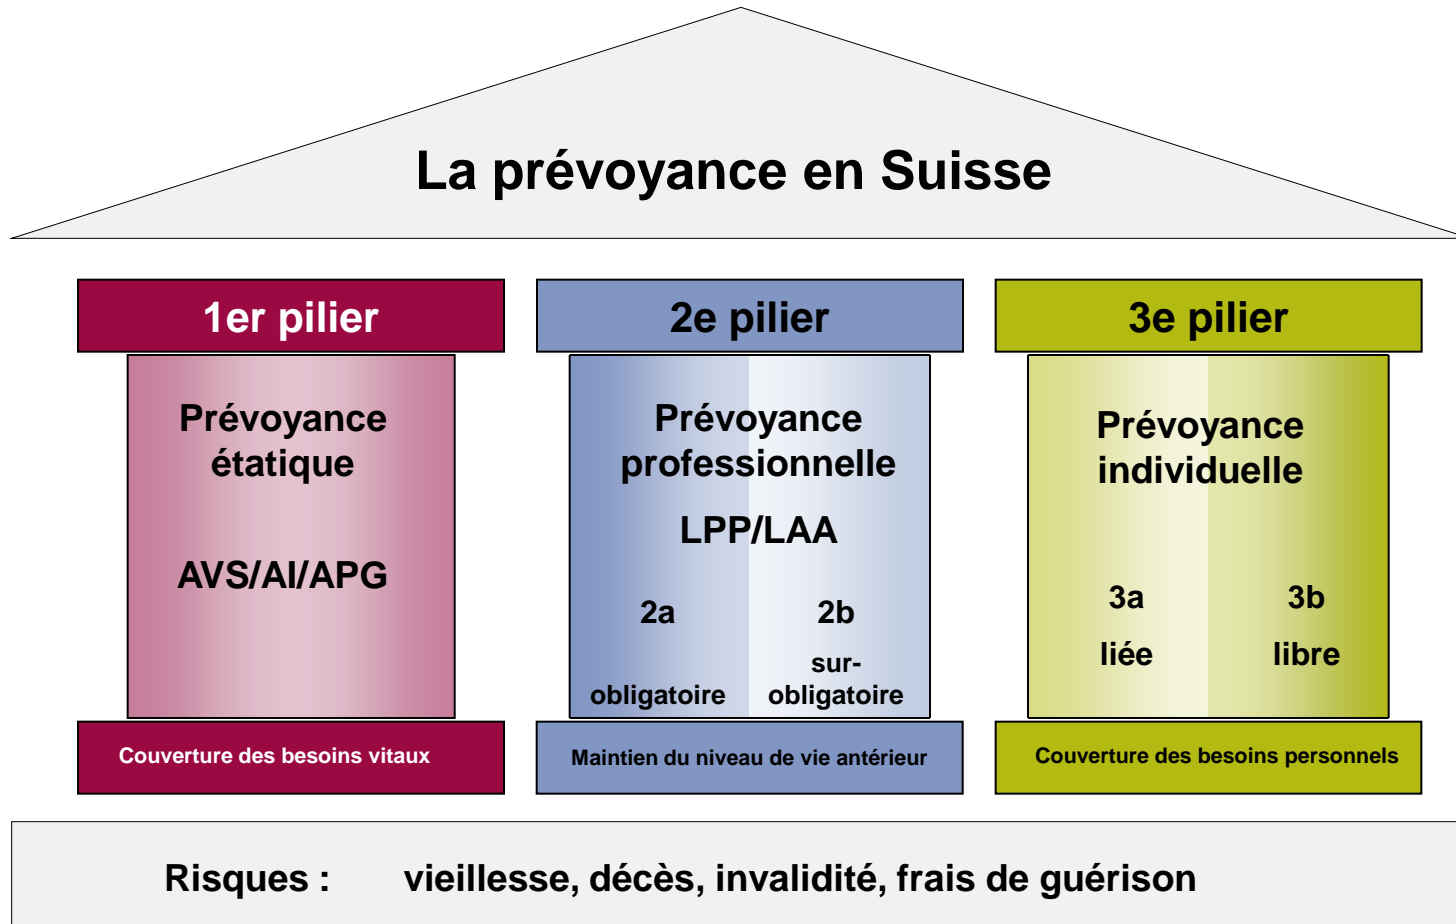 La prévoyance en Suisse
1er pilier
Prévoyance
étatique
AVS/AI/APG
Couverture des besoins vitaux
2e pilier
Prévoyance
professionnelle
LPP/LAA
2a
obligatoire
2b
sur-
obligatoire
Maintien du niveau de vie antérieur
3e pilier
Prévoyance
individuelle
3a
liée
3b
libre
Couverture des besoins personnels
Risques : vieillesse, décès, invalidité, frais de guérison